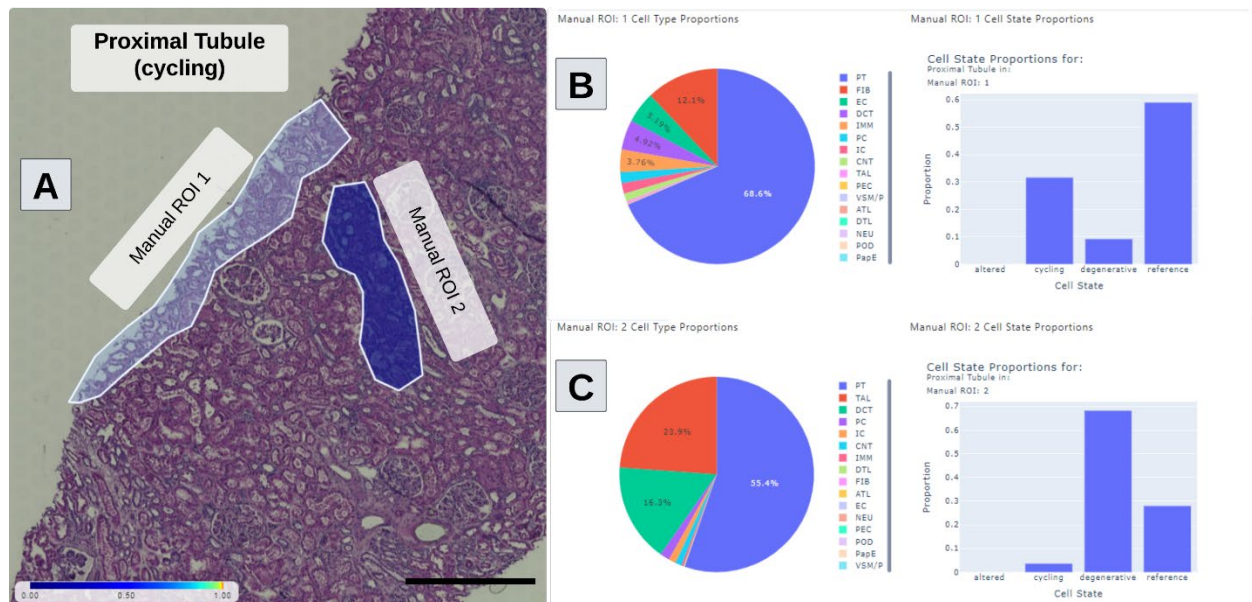 Proximal Tubule
(cycling)
A
Manual ROI 1
Manual ROI 2
0.00 0.50 1.00
Manual ROI: 1 Cell Type Proportions
B
12.1%
5.19%
4.92%
3.76%
68.6%
PT
FIB
EC
DCT
IMM
PC
IC
CNT
TAL
PEC
VSM/P
ATL
DTL
NEU
POD
PapE
Manual ROI: 1 Cell State Proportions
Cell State Proportions for:
Proximal Tubule in:
Manual ROI: 1
Proportion
0.6
0.5
0.4
0.3
0.2
0.1
0
altered cycling degenerative reference
Cell State
Manual ROI: 2 Cell Type Proportions
C
23.9%
16.3%
55.4%
PT
TAL
DCT
PC
IC
CNT
IMM
DTL
FIB
ATL
EC
NEU
PEC
POD
PapE
VSM/P
Manual ROI: 2 Cell State Proportions
Cell State Proportions for:
Proximal Tubule in:
Manual ROI: 2
Proportion
0.7
0.6
0.5
0.4
0.3
0.2
0.1
0
altered cycling degenerative reference
Cell State